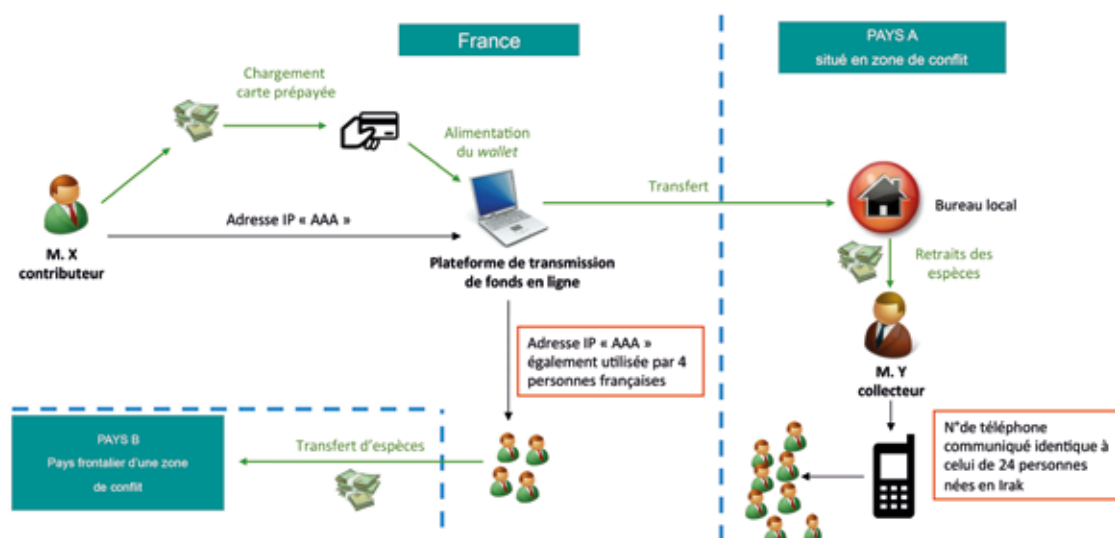 France
PAYS A
situé en zone de conflit
Chargement
carte prépayée
Alimentation
du wallet
Transfert
Bureau local
Adresse IP « AAA »
M. X
contributeur
Plateforme de transmission
de fonds en ligne
Retraits des
espèces
Adresse IP « AAA »
également utilisée par 4
personnes françaises
M. Y
collecteur
PAYS B
Pays frontalier d'une zone
de conflit
Transfert d'espèces
N°de téléphone
communiqué identique à
celui de 24 personnes
nées en Irak